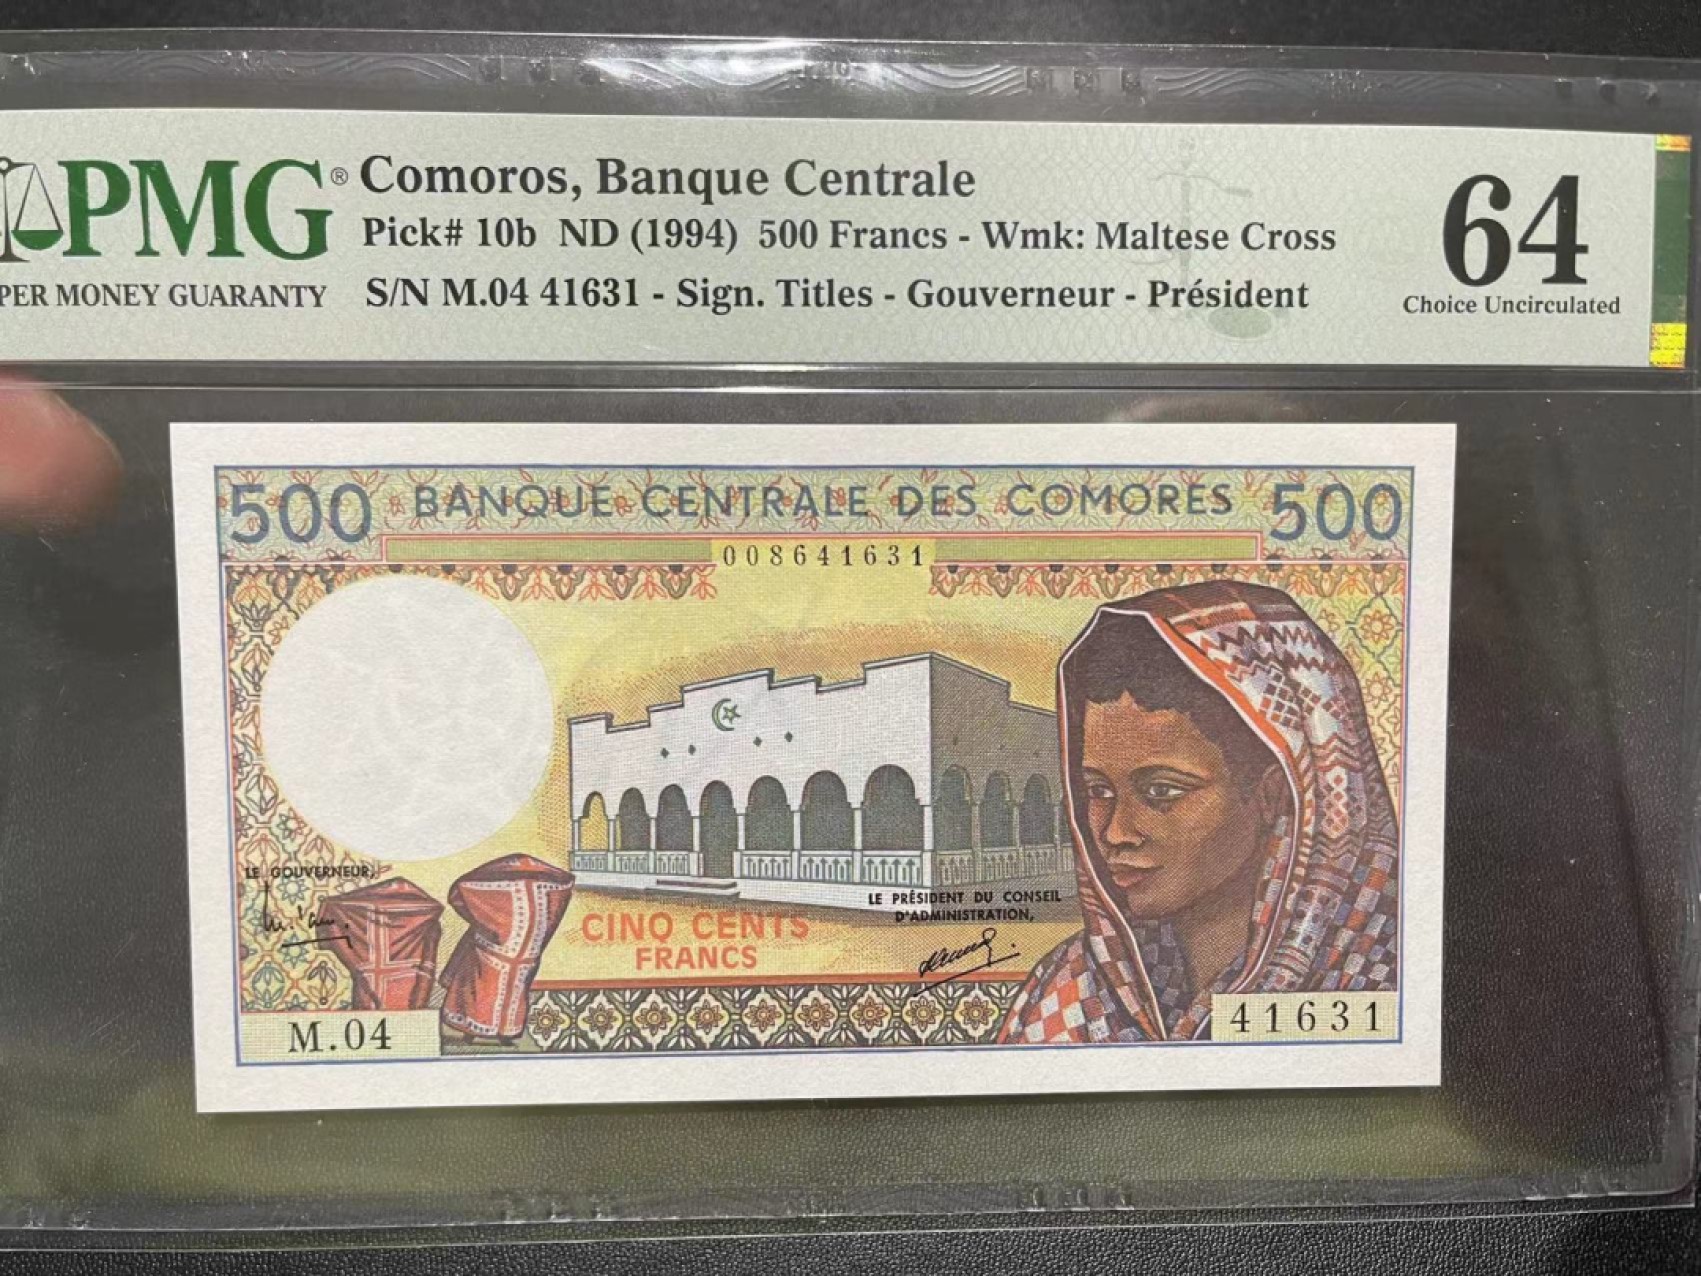 PMG® Comoros, Banque Centrale
Pick# 10b ND (1994) 500 Francs - Wmk: Maltese Cross
PER MONEY GUARANTY S/N M.04 41631 - Sign. Titles - Gouverneur - Président
64
Choice Uncirculated
500 BANQUE CENTRALE DES COMORES 500
008641631
LE GOUVERNEUR,
LE PRÉSIDENT DU CONSEIL
D'ADMINISTRATION,
CINQ CENTS
FRANCS
M.04
41631